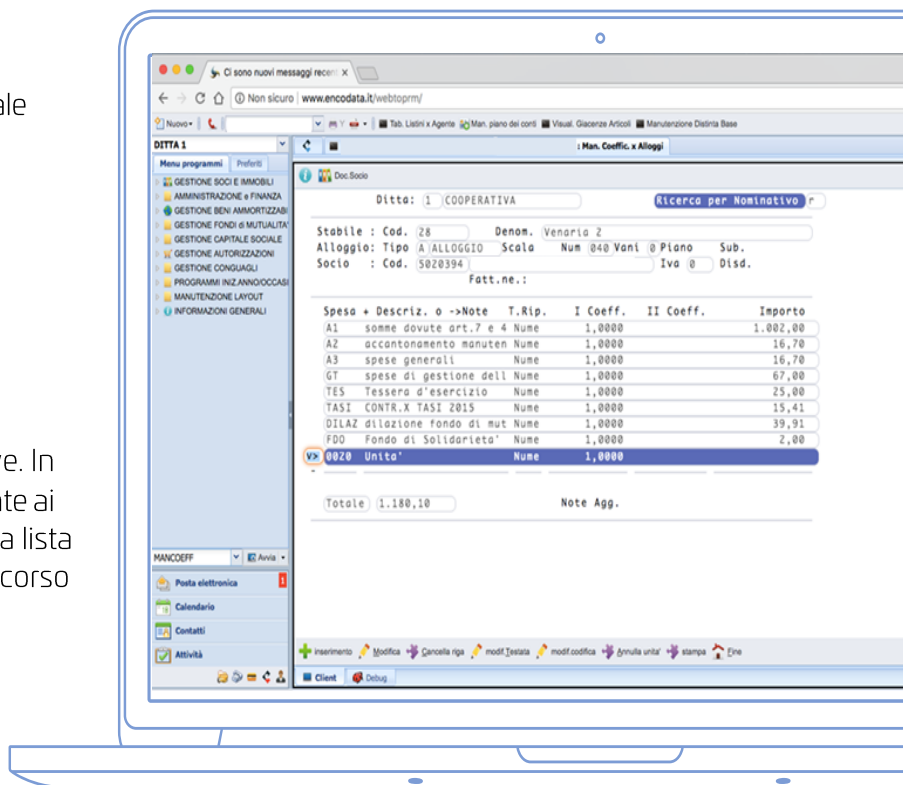 ale
ve. In
nte ai
a lista
corso
Ci sono nuovi messaggi recen x
Non sicuro www.encodata.it/webtoprm/
Nuovo
Tab. Listini x Agente Man. piano dei conti Visual. Giacenze Articoli Manutenzione Distinta Base
DITTA 1
: Man. Coeffic. x Alloggi
Menu programmi Preferiti
GESTIONE SOCI E IMMOBILI
AMMINISTRAZIONE e FINANZA
GESTIONE BENI AMMORTIZZABI
GESTIONE FONDI di MUTUALITA'
GESTIONE CAPITALE SOCIALE
GESTIONE AUTORIZZAZIONI
GESTIONE CONGUAGLI
PROGRAMMI INIZ.ANNO/OCCASI
MANUTENZIONE LAYOUT
INFORMAZIONI GENERALI
MANCOEFF Avvia
Posta elettronica 1
Calendario
Contatti
Attività
Doc.Socio
Ditta: 1 COOPERATIVA Ricerca per Nominativo r
Stabile : Cod. 28 Denom. Venaria 2
Alloggio: Tipo A ALLOGGIO Scala Num 040 Vani 0 Piano Sub.
Socio : Cod. 5020394 Iva 0 Disd.
Fatt.ne.:
Spesa + Descriz. o ->Note T.Rip. I Coeff. II Coeff. Importo
A1 somme dovute art.7 e 4 Nume 1,0000 1.002,00
A2 accantonamento manuten Nume 1,0000 16,70
A3 spese generali Nume 1,0000 16,70
GT spese di gestione dell Nume 1,0000 67,00
TES Tessera d'esercizio Nume 1,0000 25,00
TASI CONTR.X TASI 2015 Nume 1,0000 15,41
DILAZ dilazione fondo di mut Nume 1,0000 39,91
FDO Fondo di Solidarieta' Nume 1,0000 2,00
V> 0020 Unita' Nume 1,0000
Totale 1.180,10 Note Agg.
inserimento Modifica Cancella riga modif.Testata modif.codifica Annulla unita' stampa Fine
Client Debug